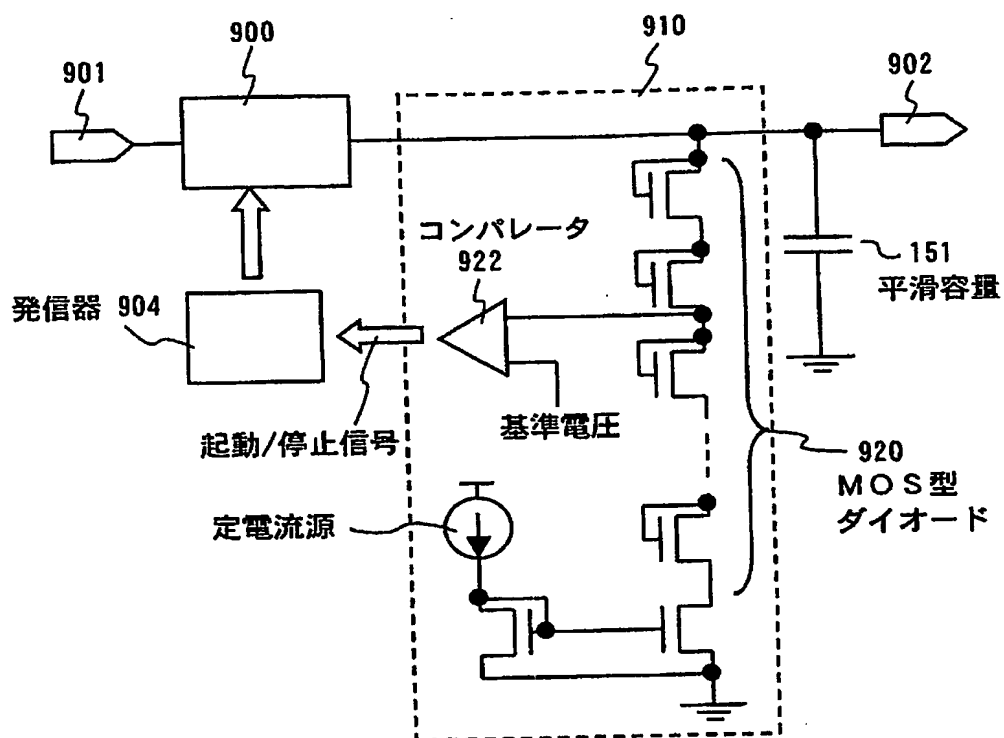 900
910
901
902
コンパレータ
922
151
平滑容量
発信器 904
起動/停止信号
基準電圧
920
MOS型
ダイオード
定電流源